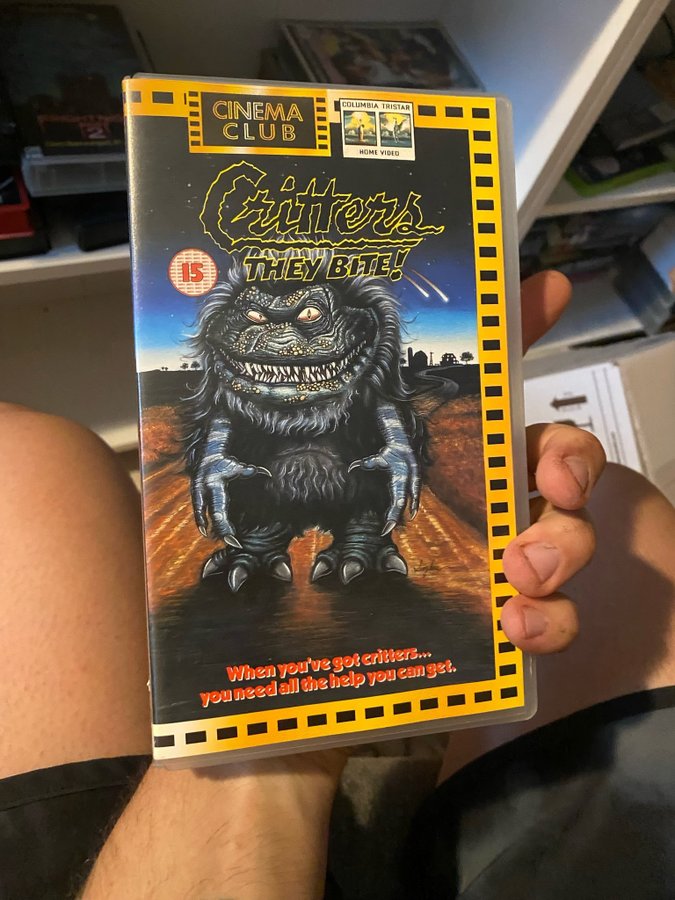 CINEMA
CLUB
COLUMBIA TRISTAR
HOME VIDEO
Critters
THEY BITE!
15
When you've got critters...
you need all the help you can get.